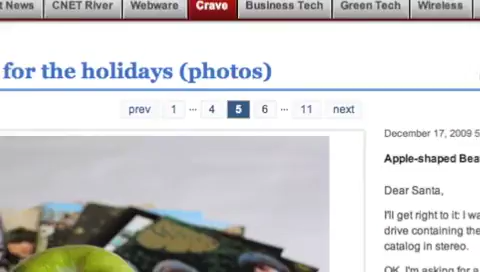 News
CNET River
Webware
Crave
Business Tech
Green Tech
Wireless
for the holidays (photos)
prev 1 ... 4 5 6 ... 11 next
December 17, 2009 5
Apple-shaped Bea
Dear Santa,
I'll get right to it: I wa
drive containing the
catalog in stereo.
OK, I'm asking for a